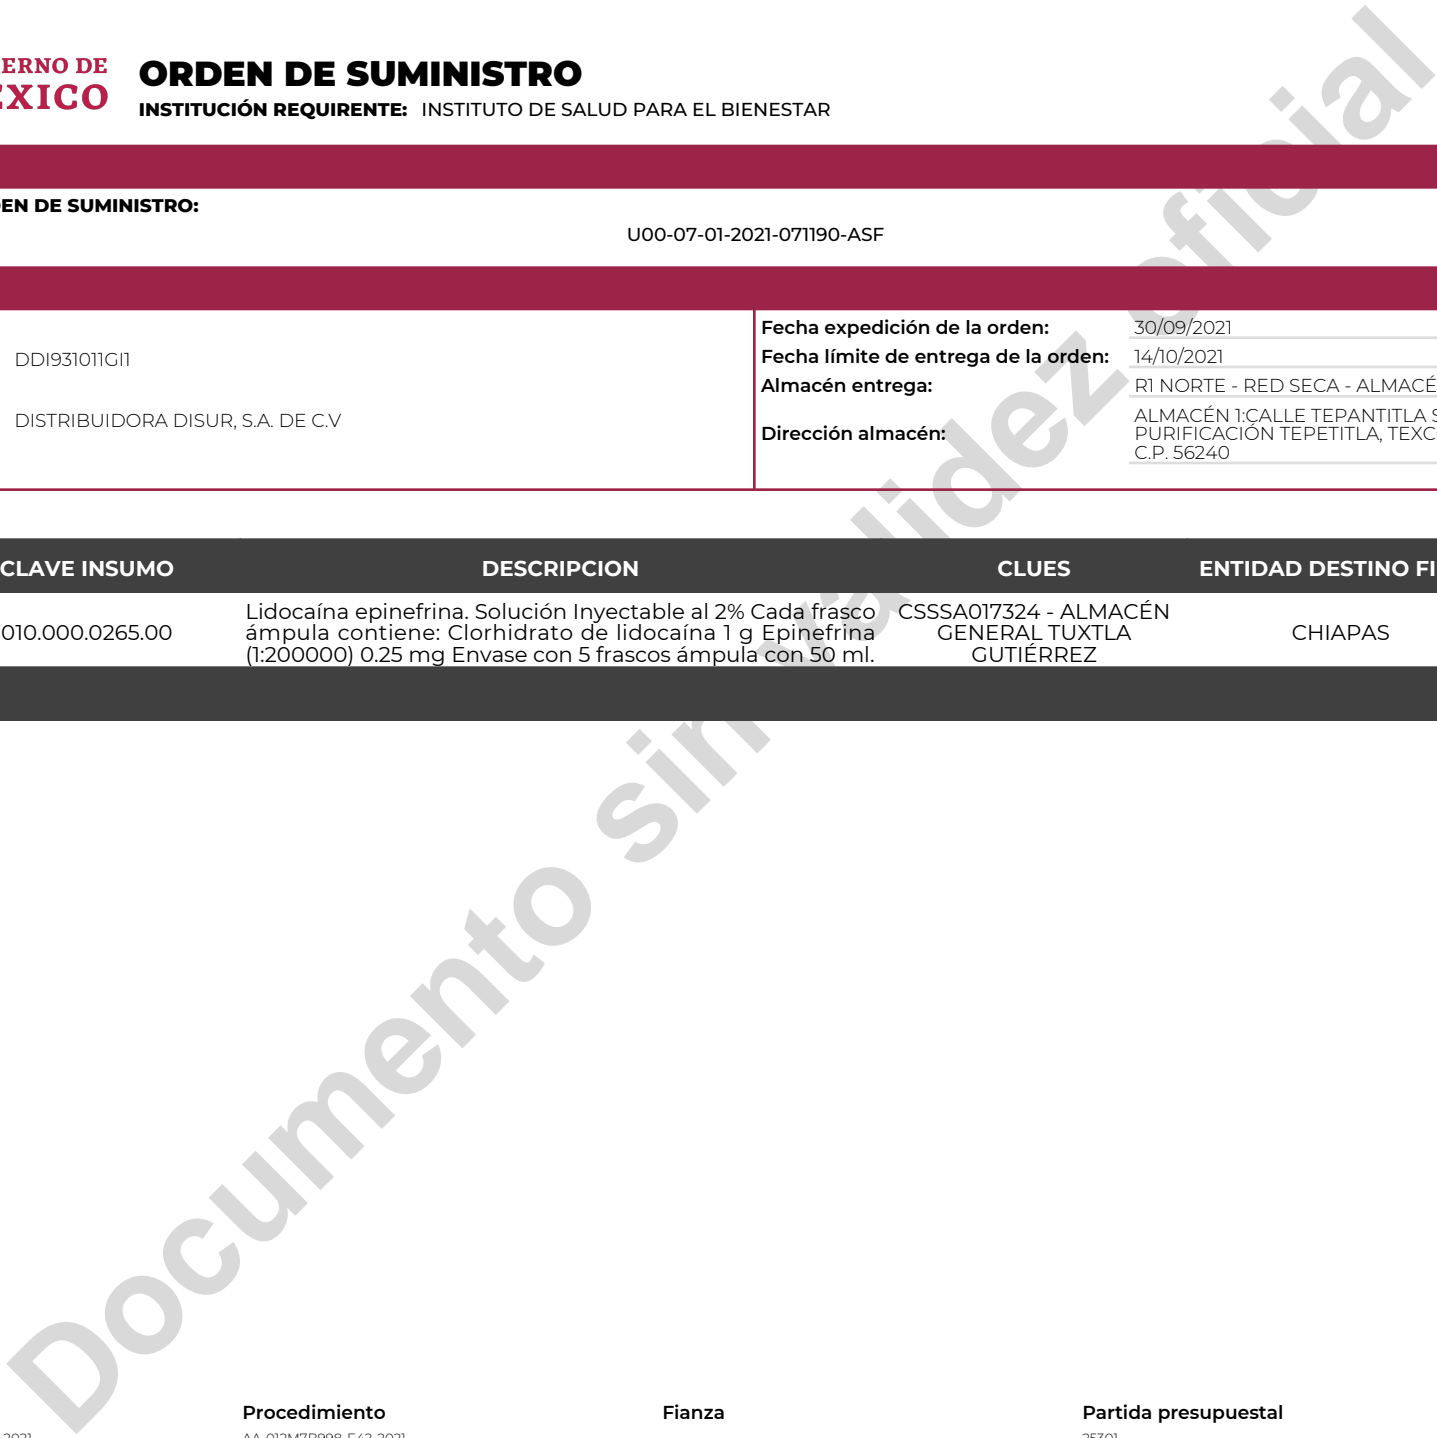 ERNO DE
EXICO
ORDEN DE SUMINISTRO
INSTITUCIÓN REQUIRENTE: INSTITUTO DE SALUD PARA EL BIENESTAR
EN DE SUMINISTRO:
U00-07-01-2021-071190-ASF
DDI931011GI1
DISTRIBUIDORA DISUR, S.A. DE C.V
Fecha expedición de la orden: 30/09/2021
Fecha límite de entrega de la orden: 14/10/2021
Almacén entrega: R1 NORTE - RED SECA - ALMACÉ
Dirección almacén:
ALMACÉN 1:CALLE TEPANTITLA S
PURIFICACIÓN TEPETITLA, TEXC
C.P. 56240
CLAVE INSUMO DESCRIPCION CLUES ENTIDAD DESTINO FI
010.000.0265.00
Lidocaína epinefrina. Solución Inyectable al 2% Cada frasco
ámpula contiene: Clorhidrato de lidocaína 1 g Epinefrina
(1:200000) 0.25 mg Envase con 5 frascos ámpula con 50 ml.
CSSSA017324 - ALMACÉN
GENERAL TUXTLA
GUTIÉRREZ
CHIAPAS
Documento sin validez oficial
Procedimiento Fianza Partida presupuestal